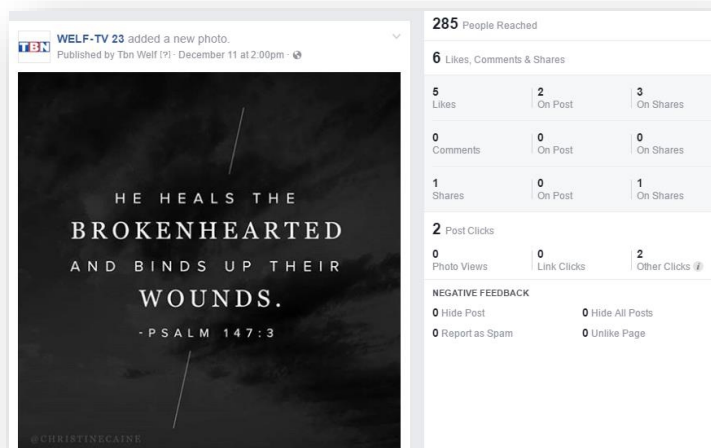 TBN
WELF-TV 23 added a new photo.
Published by Tbn Welf [?] · December 11 at 2:00pm ·
HE HEALS THE
BROKENHEARTED
AND BINDS UP THEIR
WOUNDS.
-PSALM 147:3
@CHRISTINECAINE
285 People Reached
6 Likes, Comments & Shares
5 2 3
Likes On Post On Shares
0 0 0
Comments On Post On Shares
1 0 1
Shares On Post On Shares
2 Post Clicks
0 0 2
Photo Views Link Clicks Other Clicks i
NEGATIVE FEEDBACK
0 Hide Post 0 Hide All Posts
0 Report as Spam 0 Unlike Page